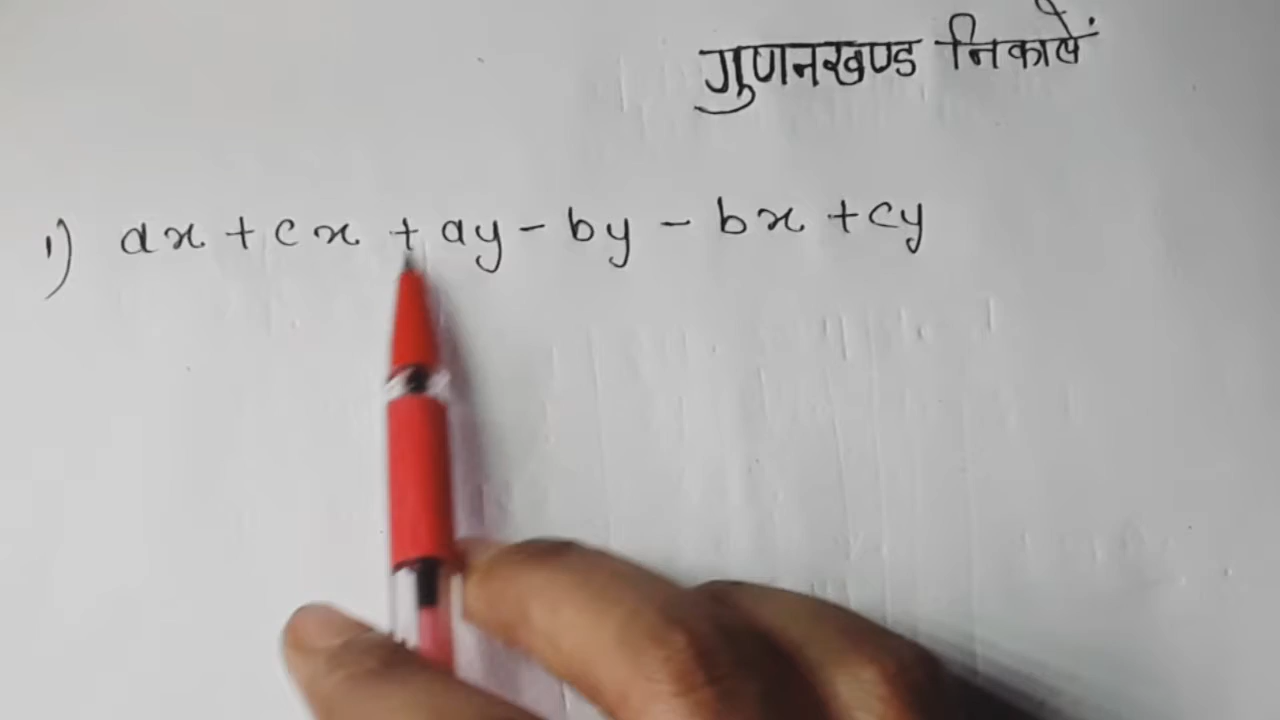 गुणनखण्ड निकालें.
1) ax + cx + ay - by - bx + cy